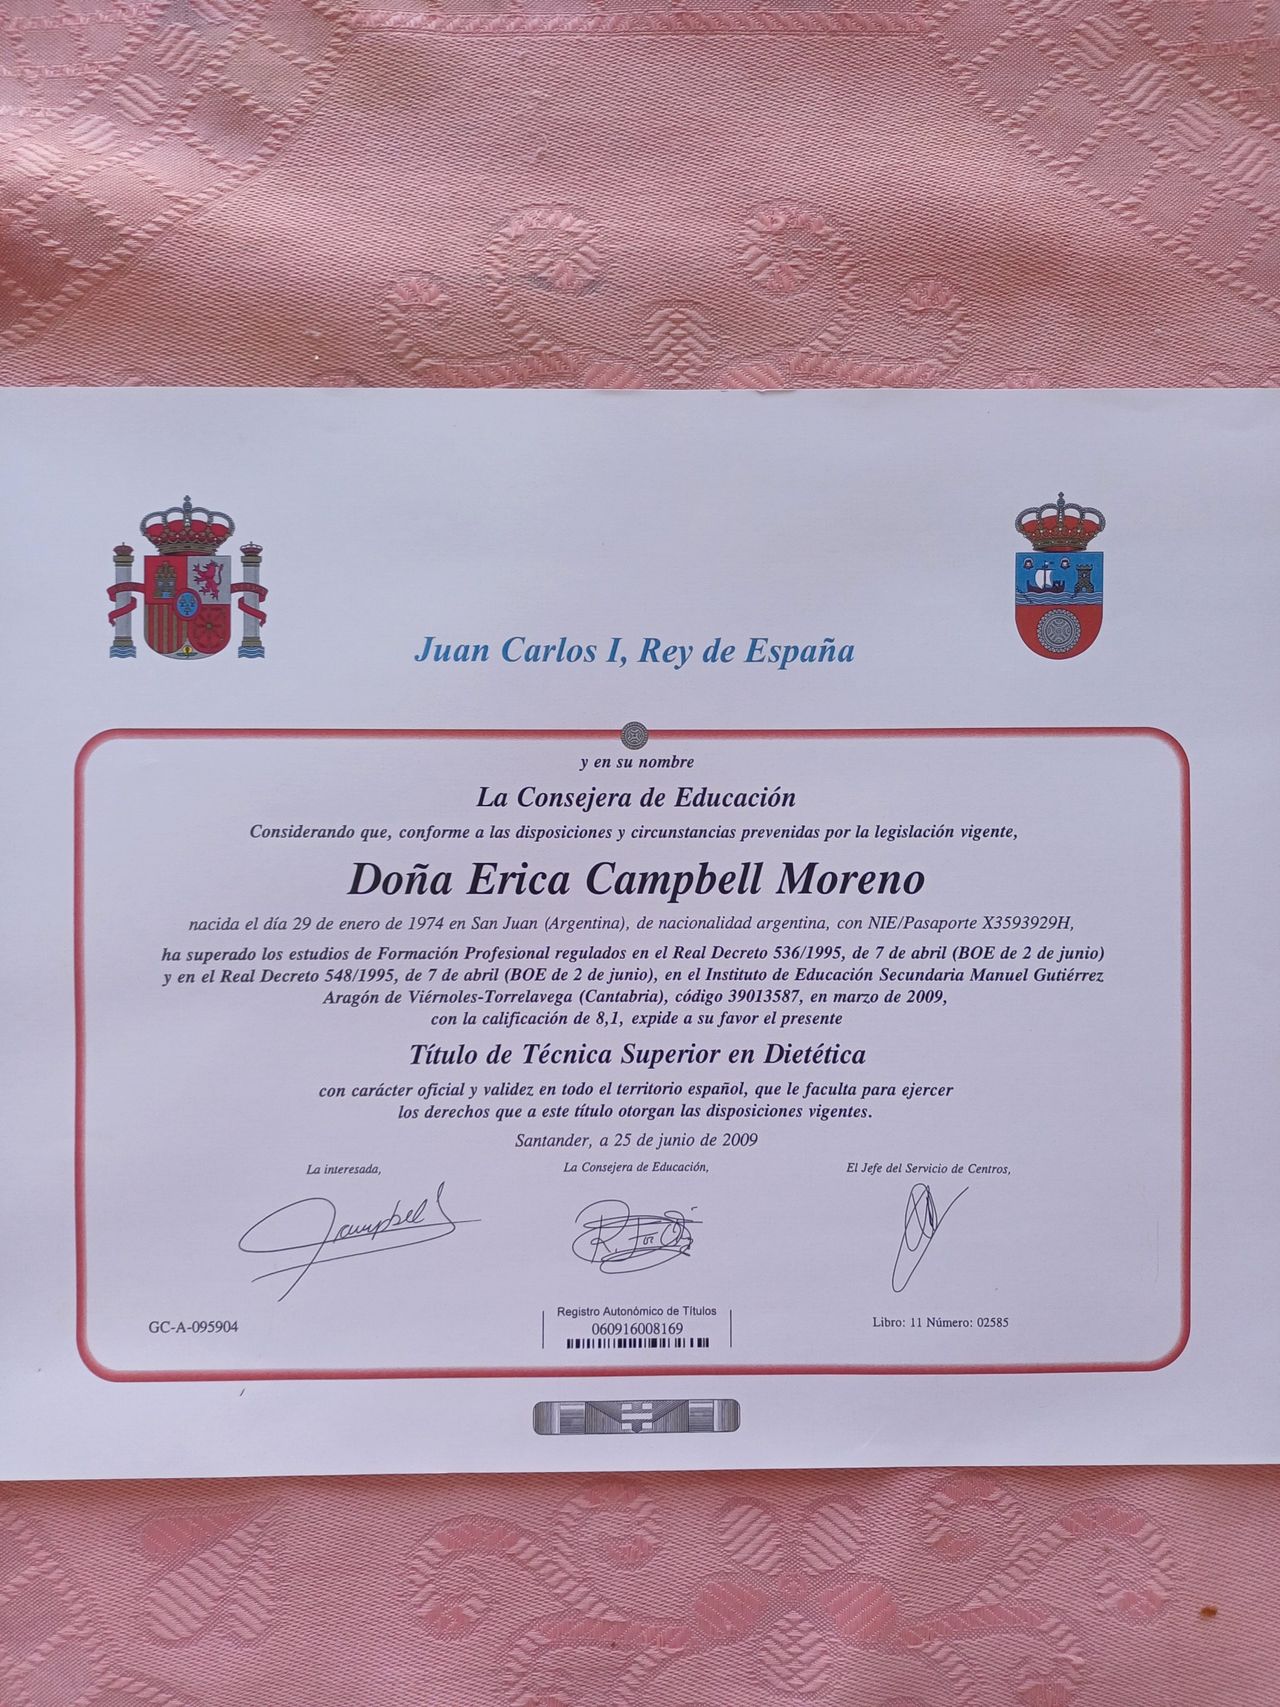 Juan Carlos I, Rey de España
y en su nombre
La Consejera de Educación
Considerando que, conforme a las disposiciones y circunstancias prevenidas por la legislación vigente,
Doña Erica Campbell Moreno
nacida el día 29 de enero de 1974 en San Juan (Argentina), de nacionalidad argentina, con NIE/Pasaporte X3593929H,
ha superado los estudios de Formación Profesional regulados en el Real Decreto 536/1995, de 7 de abril (BOE de 2 de junio)
y en el Real Decreto 548/1995, de 7 de abril (BOE de 2 de junio), en el Instituto de Educación Secundaria Manuel Gutiérrez
Aragón de Viérnoles-Torrelavega (Cantabria), código 39013587, en marzo de 2009,
con la calificación de 8,1, expide a su favor el presente
Título de Técnica Superior en Dietética
con carácter oficial y validez en todo el territorio español, que le faculta para ejercer
los derechos que a este título otorgan las disposiciones vigentes.
Santander, a 25 de junio de 2009
La interesada, La Consejera de Educación, El Jefe del Servicio de Centros,
Campbell
Registro Autonómico de Títulos
GC-A-095904 060916008169 Libro: 11 Número: 02585